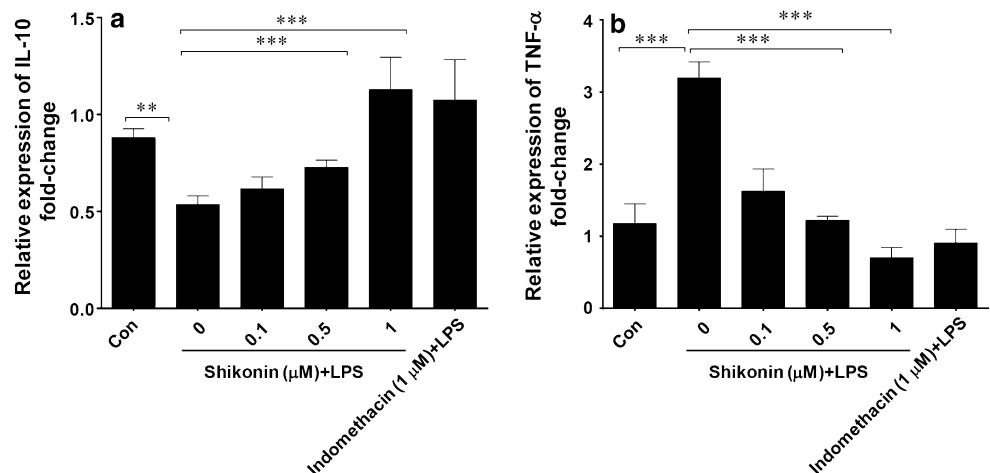 a
Relative expression of IL-10
fold-change
1.5
1.0
0.5
0.0
***
***
**
Con
0
0.1
0.5
1
Shikonin (μM)+LPS
Indomethacin (1 μM)+LPS
b
Relative expression of TNF-α
fold-change
4
3
2
1
0
***
***
***
Con
0
0.1
0.5
1
Shikonin (μM)+LPS
Indomethacin (1 μM)+LPS